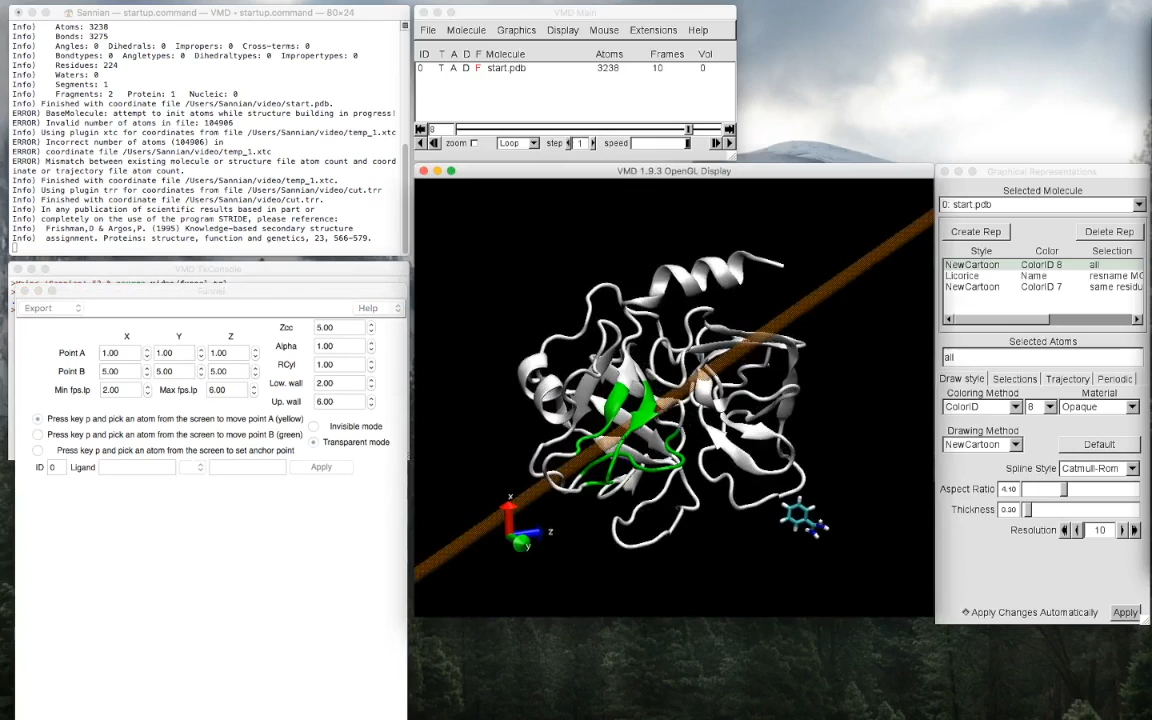 Sannian — startup.command — VMD ◂ startup.command — 80×24
Info)    Atoms: 3238
Info)    Bonds: 3275
Info)    Angles: 0  Dihedrals: 0  Impropers: 0  Cross-terms: 0
Info)    Bondtypes: 0  Angletypes: 0  Dihedraltypes: 0  Impropertypes: 0
Info)    Residues: 224
Info)    Waters: 0
Info)    Segments: 1
Info)    Fragments: 2   Protein: 1   Nucleic: 0
Info) Finished with coordinate file /Users/Sannian/video/start.pdb.
ERROR) BaseMolecule: attempt to init atoms while structure building in progress!
ERROR) Invalid number of atoms in file: 104906
Info) Using plugin xtc for coordinates from file /Users/Sannian/video/temp_1.xtc
ERROR) Incorrect number of atoms (104906) in
ERROR) coordinate file /Users/Sannian/video/temp_1.xtc
ERROR) Mismatch between existing molecule or structure file atom count and coord
inate or trajectory file atom count.
Info) Finished with coordinate file /Users/Sannian/video/temp_1.xtc.
Info) Using plugin trr for coordinates from file /Users/Sannian/video/cut.trr
Info) Finished with coordinate file /Users/Sannian/video/cut.trr.
Info) In any publication of scientific results based in part or
Info) completely on the use of the program STRIDE, please reference:
Info)  Frishman,D & Argos,P. (1995) Knowledge-based secondary structure
Info)  assignment. Proteins: structure, function and genetics, 23, 566-579.
VMD Main
File Molecule Graphics Display Mouse Extensions Help
ID T A D F Molecule Atoms Frames Vol
0 T A D F start.pdb 3238 10 0
8
zoom Loop step 1 speed
VMD 1.9.3 OpenGL Display
x
z
y
VMD TkConsole
Funnel
Export Help
X Y Z
Point A 1.00 1.00 1.00
Point B 5.00 5.00 5.00
Min fps.lp 2.00 Max fps.lp 6.00
Zcc 5.00
Alpha 1.00
RCyl 1.00
Low. wall 2.00
Up. wall 6.00
Press key p and pick an atom from the screen to move point A (yellow)
Press key p and pick an atom from the screen to move point B (green)
Press key p and pick an atom from the screen to set anchor point
Invisible mode
Transparent mode
ID 0 Ligand Apply
Graphical Representations
Selected Molecule
0: start.pdb
Create Rep Delete Rep
Style Color Selection
NewCartoon ColorID 8 all
Licorice Name resname MO
NewCartoon ColorID 7 same residu
Selected Atoms
all
Draw style Selections Trajectory Periodic
Coloring Method Material
ColorID 8 Opaque
Drawing Method
NewCartoon Default
Spline Style Catmull-Rom
Aspect Ratio 4.10
Thickness 0.30
Resolution 10
Apply Changes Automatically Apply